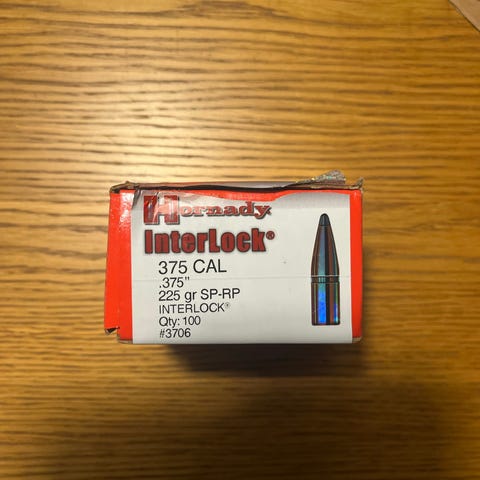 Hornady
InterLock®
375 CAL
.375"
225 gr SP-RP
INTERLOCK®
Qty: 100
#3706